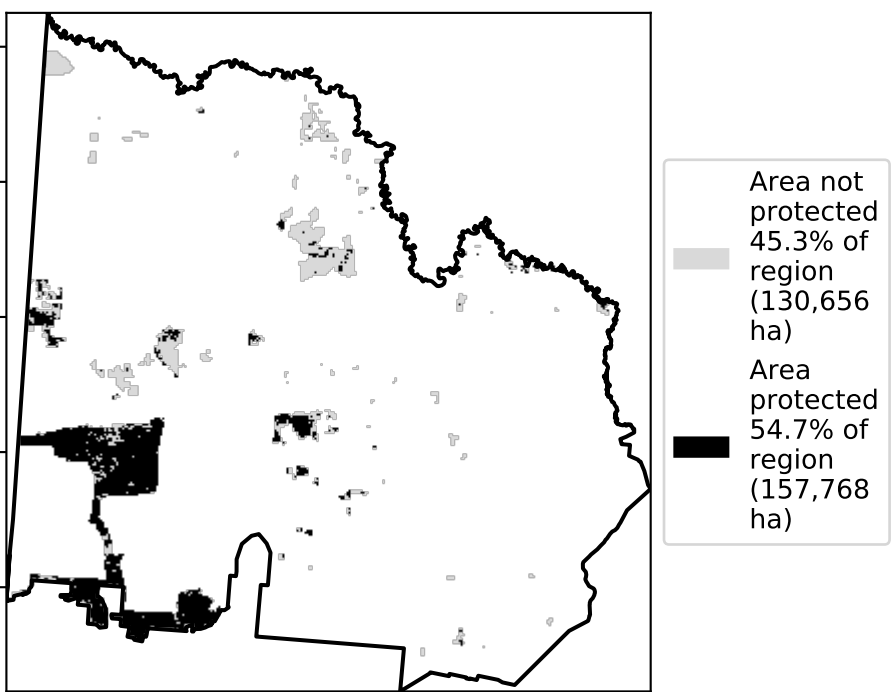 Area not
protected
45.3% of
region
(130,656
ha)
Area
protected
54.7% of
region
(157,768
ha)